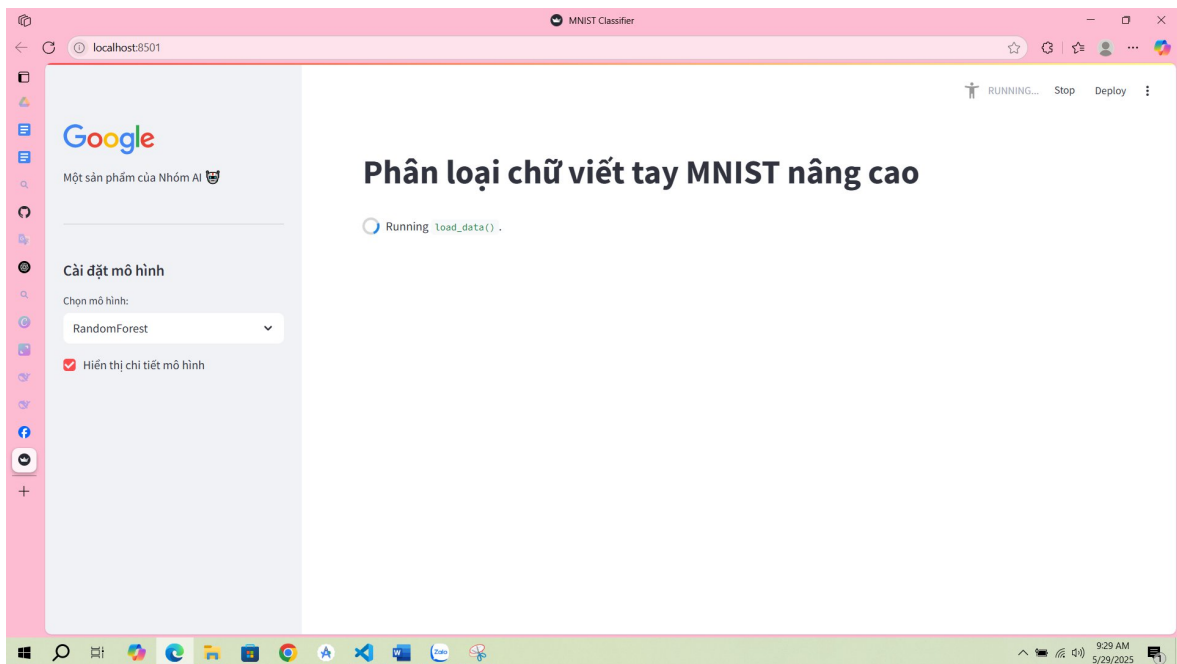 MNIST Classifier
localhost:8501
RUNNING... Stop Deploy
Google
Một sản phẩm của Nhóm AI
Phân loại chữ viết tay MNIST nâng cao
Running load_data().
Cài đặt mô hình
Chọn mô hình:
RandomForest
Hiển thị chi tiết mô hình
Zalo
9:29 AM
5/29/2025
1